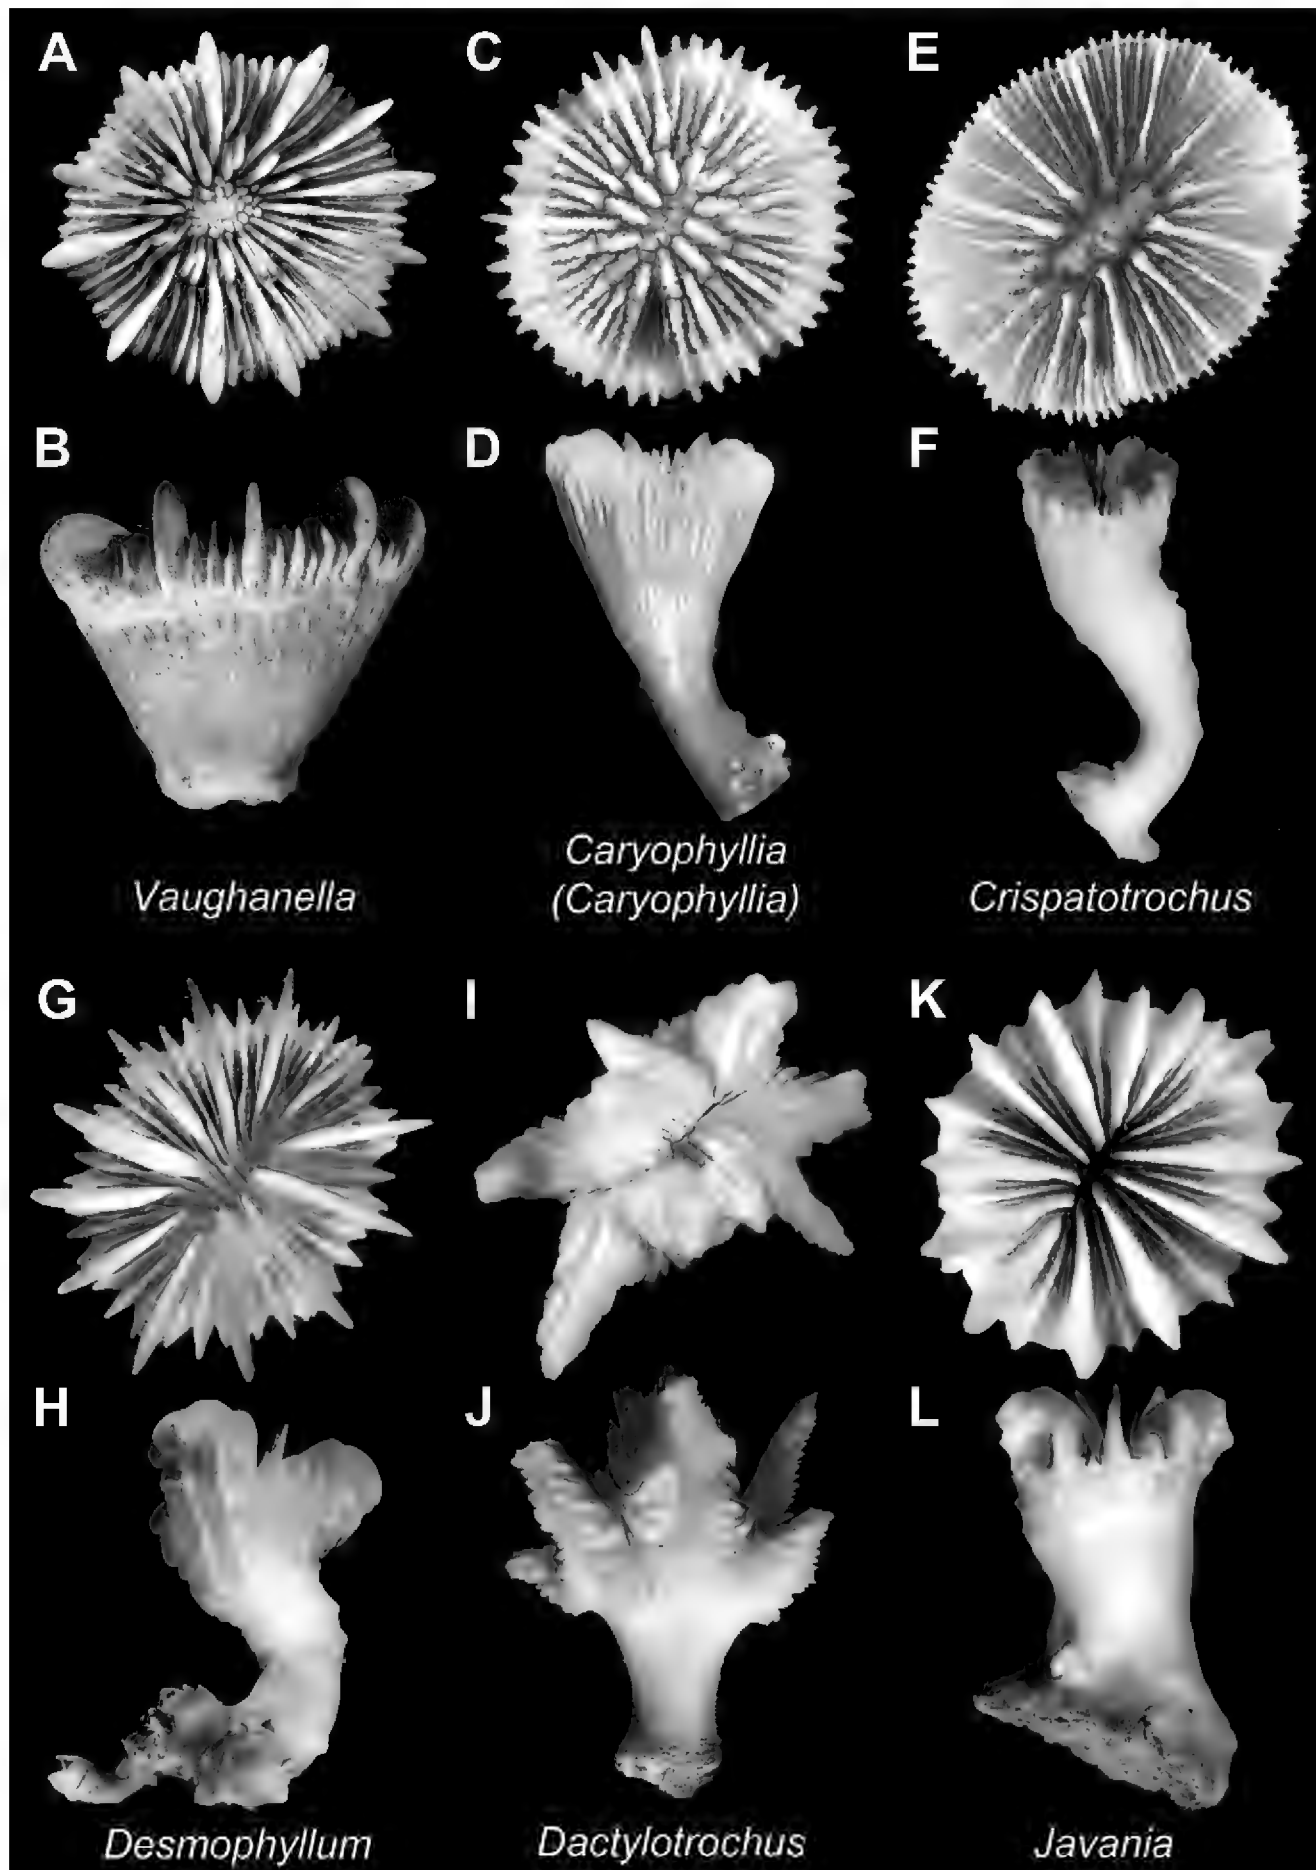 A
C
E
B
D
F
Vaughanella
Caryophyllia
(Caryophyllia)
Crispatotrochus
G
I
K
H
J
L
Desmophyllum
Dactylotrochus
Javania